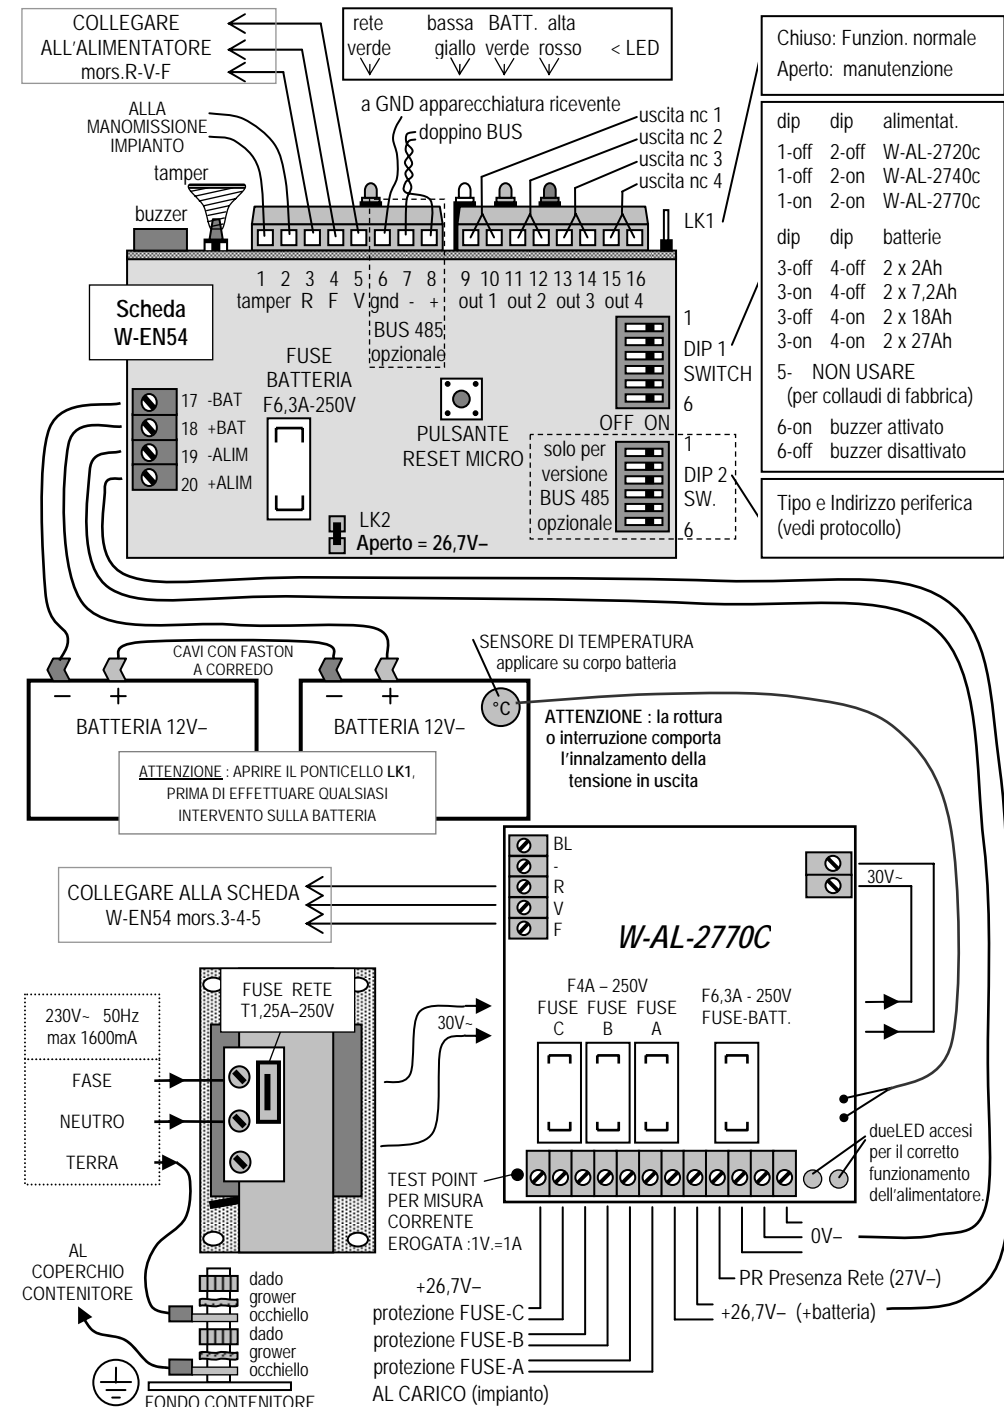 COLLEGARE
ALL'ALIMENTATORE
mors.R-V-F
rete bassa BATT. alta
verde giallo verde rosso < LED
Chiuso: Funzion. normale
Aperto: manutenzione
ALLA
MANOMISSIONE
IMPIANTO
tamper
buzzer
a GND apparecchiatura ricevente
doppino BUS
uscita nc 1
uscita nc 2
uscita nc 3
uscita nc 4
LK1
dip dip alimentat.
1-off 2-off W-AL-2720c
1-off 2-on W-AL-2740c
1-on 2-on W-AL-2770c
dip dip batterie
3-off 4-off 2 x 2Ah
3-on 4-off 2 x 7,2Ah
3-off 4-on 2 x 18Ah
3-on 4-on 2 x 27Ah
5- NON USARE
(per collaudi di fabbrica)
6-on buzzer attivato
6-off buzzer disattivato
Tipo e Indirizzo periferica
(vedi protocollo)
1 2 3 4 5 6 7 8 9 10 11 12 13 14 15 16
tamper R F V gnd - + out 1 out 2 out 3 out 4
BUS 485
opzionale
Scheda
W-EN54
FUSE
BATTERIA
F6,3A-250V
17 -BAT
18 +BAT
19 -ALIM
20 +ALIM
PULSANTE
RESET MICRO
1
DIP 1
SWITCH
6
OFF ON
solo per
versione
BUS 485
opzionale
1
DIP 2
SW.
6
LK2
Aperto = 26,7V–
CAVI CON FASTON
A CORREDO
SENSORE DI TEMPERATURA
applicare su corpo batteria
– +
BATTERIA 12V–
– +
BATTERIA 12V–
°C
ATTENZIONE : la rottura
o interruzione comporta
l'innalzamento della
tensione in uscita
ATTENZIONE : APRIRE IL PONTICELLO LK1,
PRIMA DI EFFETTUARE QUALSIASI
INTERVENTO SULLA BATTERIA
COLLEGARE ALLA SCHEDA
W-EN54 mors.3-4-5
BL
-
R
V
F
30V~
W-AL-2770C
F4A – 250V
FUSE FUSE FUSE
C B A
F6,3A - 250V
FUSE-BATT.
FUSE RETE
T1,25A–250V
230V~ 50Hz
max 1600mA
FASE
NEUTRO
TERRA
30V~
TEST POINT
PER MISURA
CORRENTE
EROGATA :1V.=1A
dueLED accesi
per il corretto
funzionamento
dell'alimentatore.
0V–
PR Presenza Rete (27V–)
+26,7V– (+batteria)
+26,7V–
protezione FUSE-C
protezione FUSE-B
protezione FUSE-A
AL CARICO (impianto)
AL
COPERCHIO
CONTENITORE
dado
grower
occhiello
dado
grower
occhiello
FONDO CONTENITORE